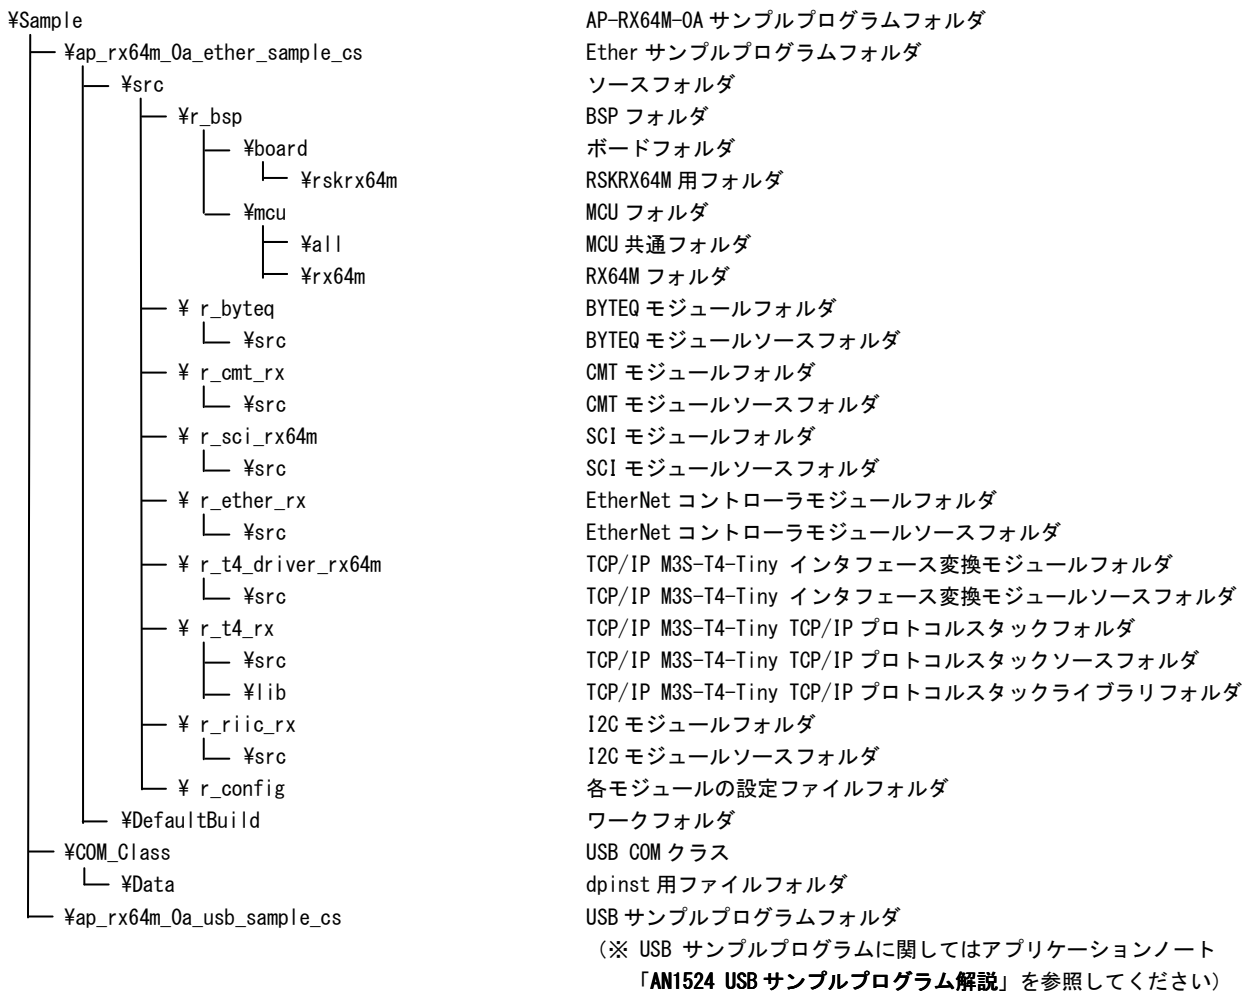 ¥Sample AP-RX64M-0A サンプルプログラムフォルダ
¥ap_rx64m_0a_ether_sample_cs Ether サンプルプログラムフォルダ
¥src ソースフォルダ
¥r_bsp BSP フォルダ
¥board ボードフォルダ
¥rskrx64m RSKRX64M 用フォルダ
¥mcu MCU フォルダ
¥all MCU 共通フォルダ
¥rx64m RX64M フォルダ
¥ r_byteq BYTEQ モジュールフォルダ
¥src BYTEQ モジュールソースフォルダ
¥ r_cmt_rx CMT モジュールフォルダ
¥src CMT モジュールソースフォルダ
¥ r_sci_rx64m SCI モジュールフォルダ
¥src SCI モジュールソースフォルダ
¥ r_ether_rx EtherNet コントローラモジュールフォルダ
¥src EtherNet コントローラモジュールソースフォルダ
¥ r_t4_driver_rx64m TCP/IP M3S-T4-Tiny インタフェース変換モジュールフォルダ
¥src TCP/IP M3S-T4-Tiny インタフェース変換モジュールソースフォルダ
¥ r_t4_rx TCP/IP M3S-T4-Tiny TCP/IP プロトコルスタックフォルダ
¥src TCP/IP M3S-T4-Tiny TCP/IP プロトコルスタックソースフォルダ
¥lib TCP/IP M3S-T4-Tiny TCP/IP プロトコルスタックライブラリフォルダ
¥ r_riic_rx I2C モジュールフォルダ
¥src I2C モジュールソースフォルダ
¥ r_config 各モジュールの設定ファイルフォルダ
¥DefaultBuild ワークフォルダ
¥COM_Class USB COM クラス
¥Data dpinst 用ファイルフォルダ
¥ap_rx64m_0a_usb_sample_cs USB サンプルプログラムフォルダ
（※ USB サンプルプログラムに関してはアプリケーションノート
「AN1524 USB サンプルプログラム解説」を参照してください）